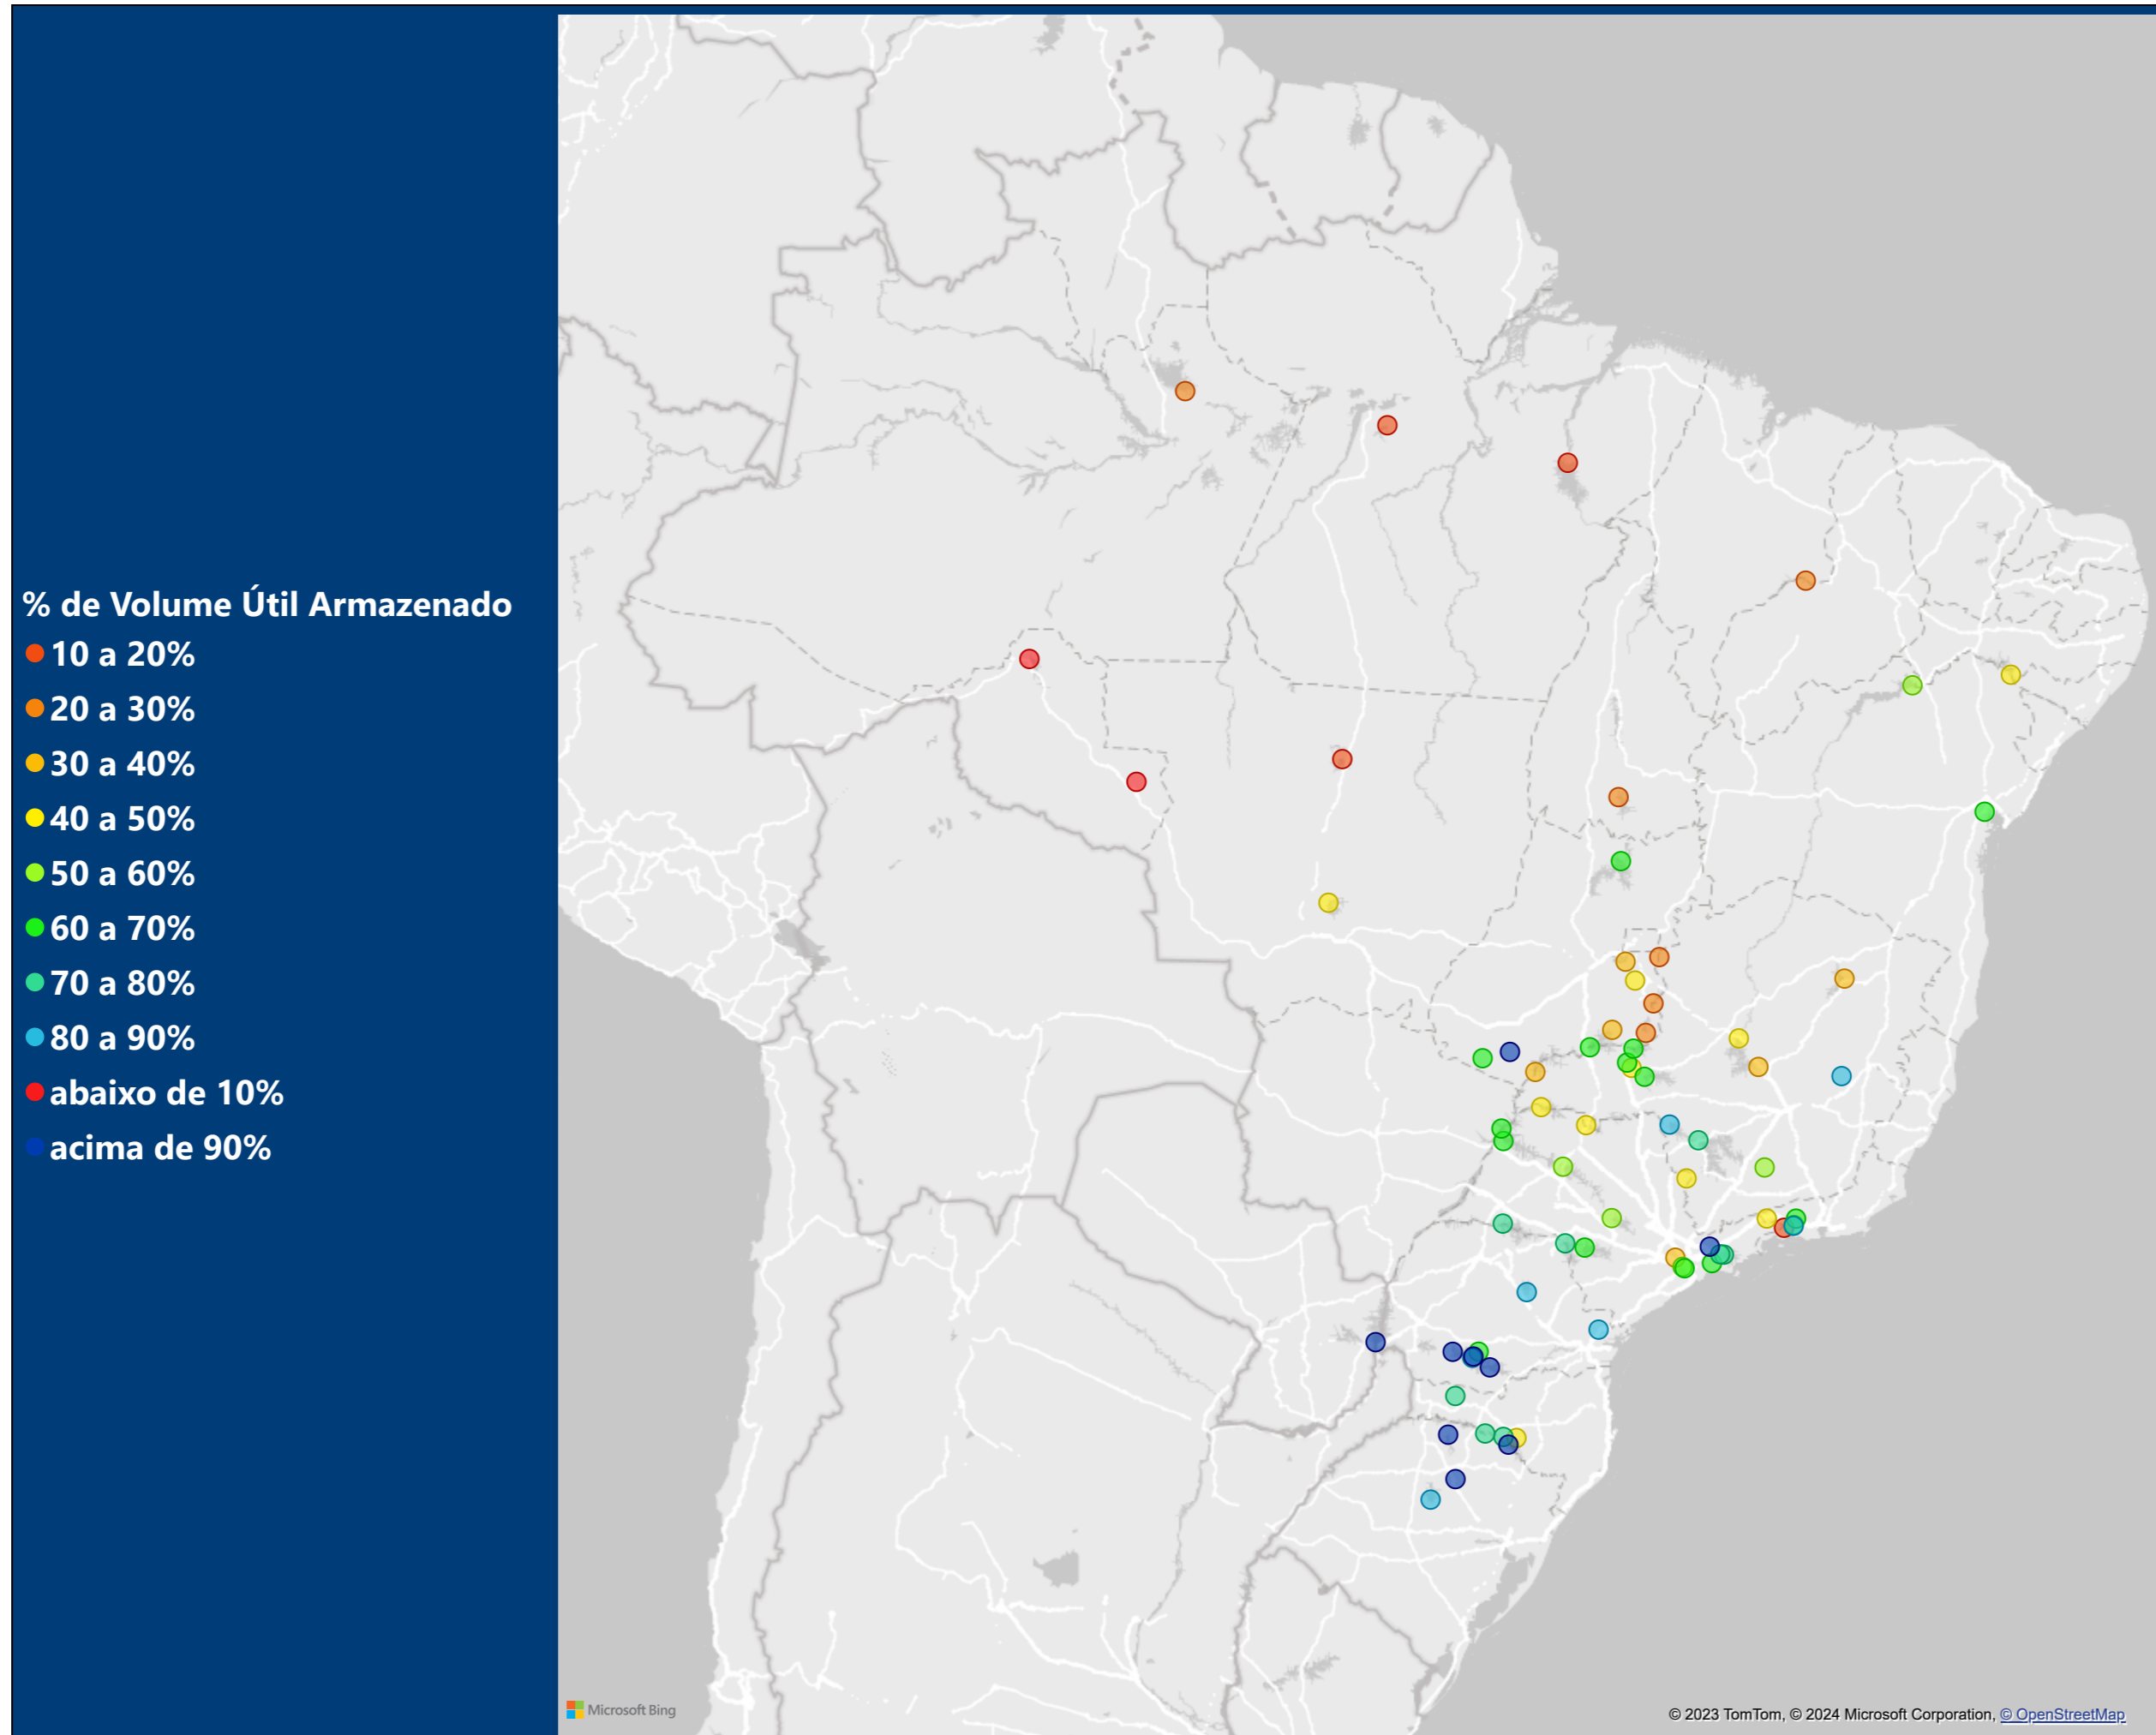 % de Volume Útil Armazenado
10 a 20%
20 a 30%
30 a 40%
40 a 50%
50 a 60%
60 a 70%
70 a 80%
80 a 90%
abaixo de 10%
acima de 90%
Microsoft Bing
© 2023 TomTom, © 2024 Microsoft Corporation, © OpenStreetMap